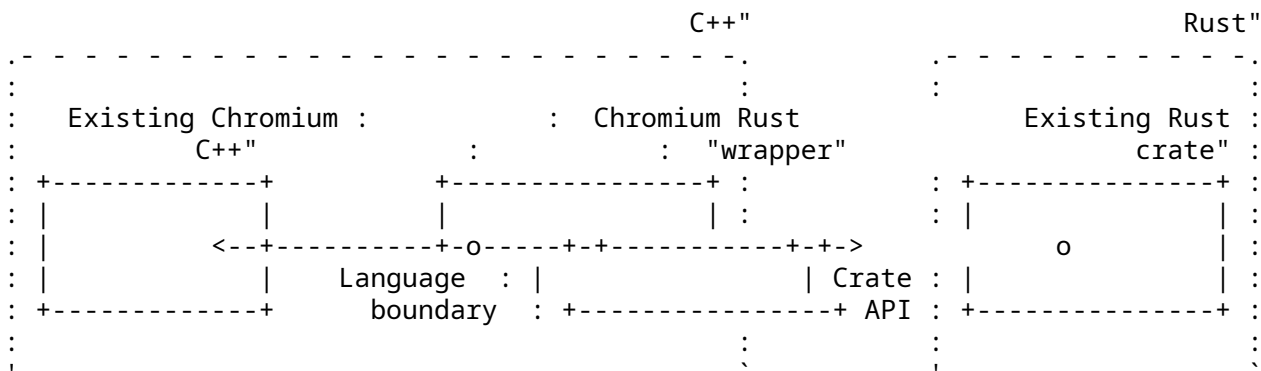 C++" Rust"
Existing Chromium : : Chromium Rust Existing Rust
C++" : : "wrapper" crate"
<--+----------+-o------+-+-----------+-+-> o
Language : Crate
boundary : API